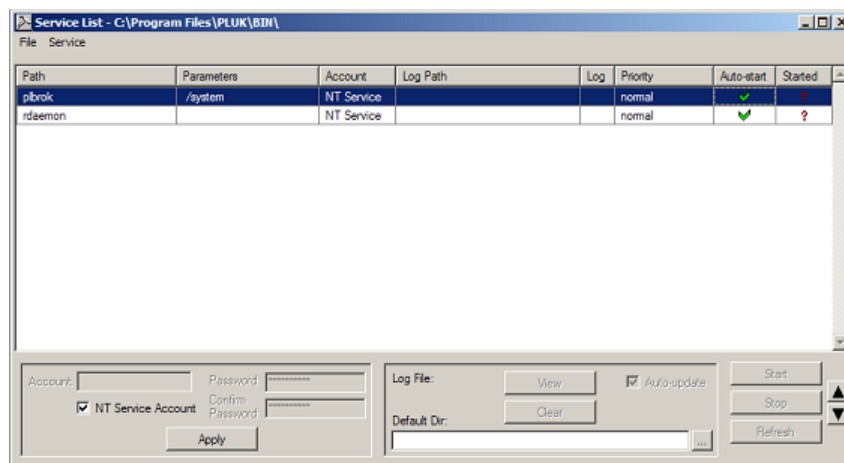 Service List - C:\Program Files\PLUK\BIN\
File Service
Path Parameters Account Log Path Log Priority Auto-start Started
plbrok /system NT Service normal ?
rdaemon NT Service normal ?
Account: Password: **********
NT Service Account Confirm Password: **********
Apply
Log File: View Auto-update
Clear
Default Dir:
...
Start
Stop
Refresh